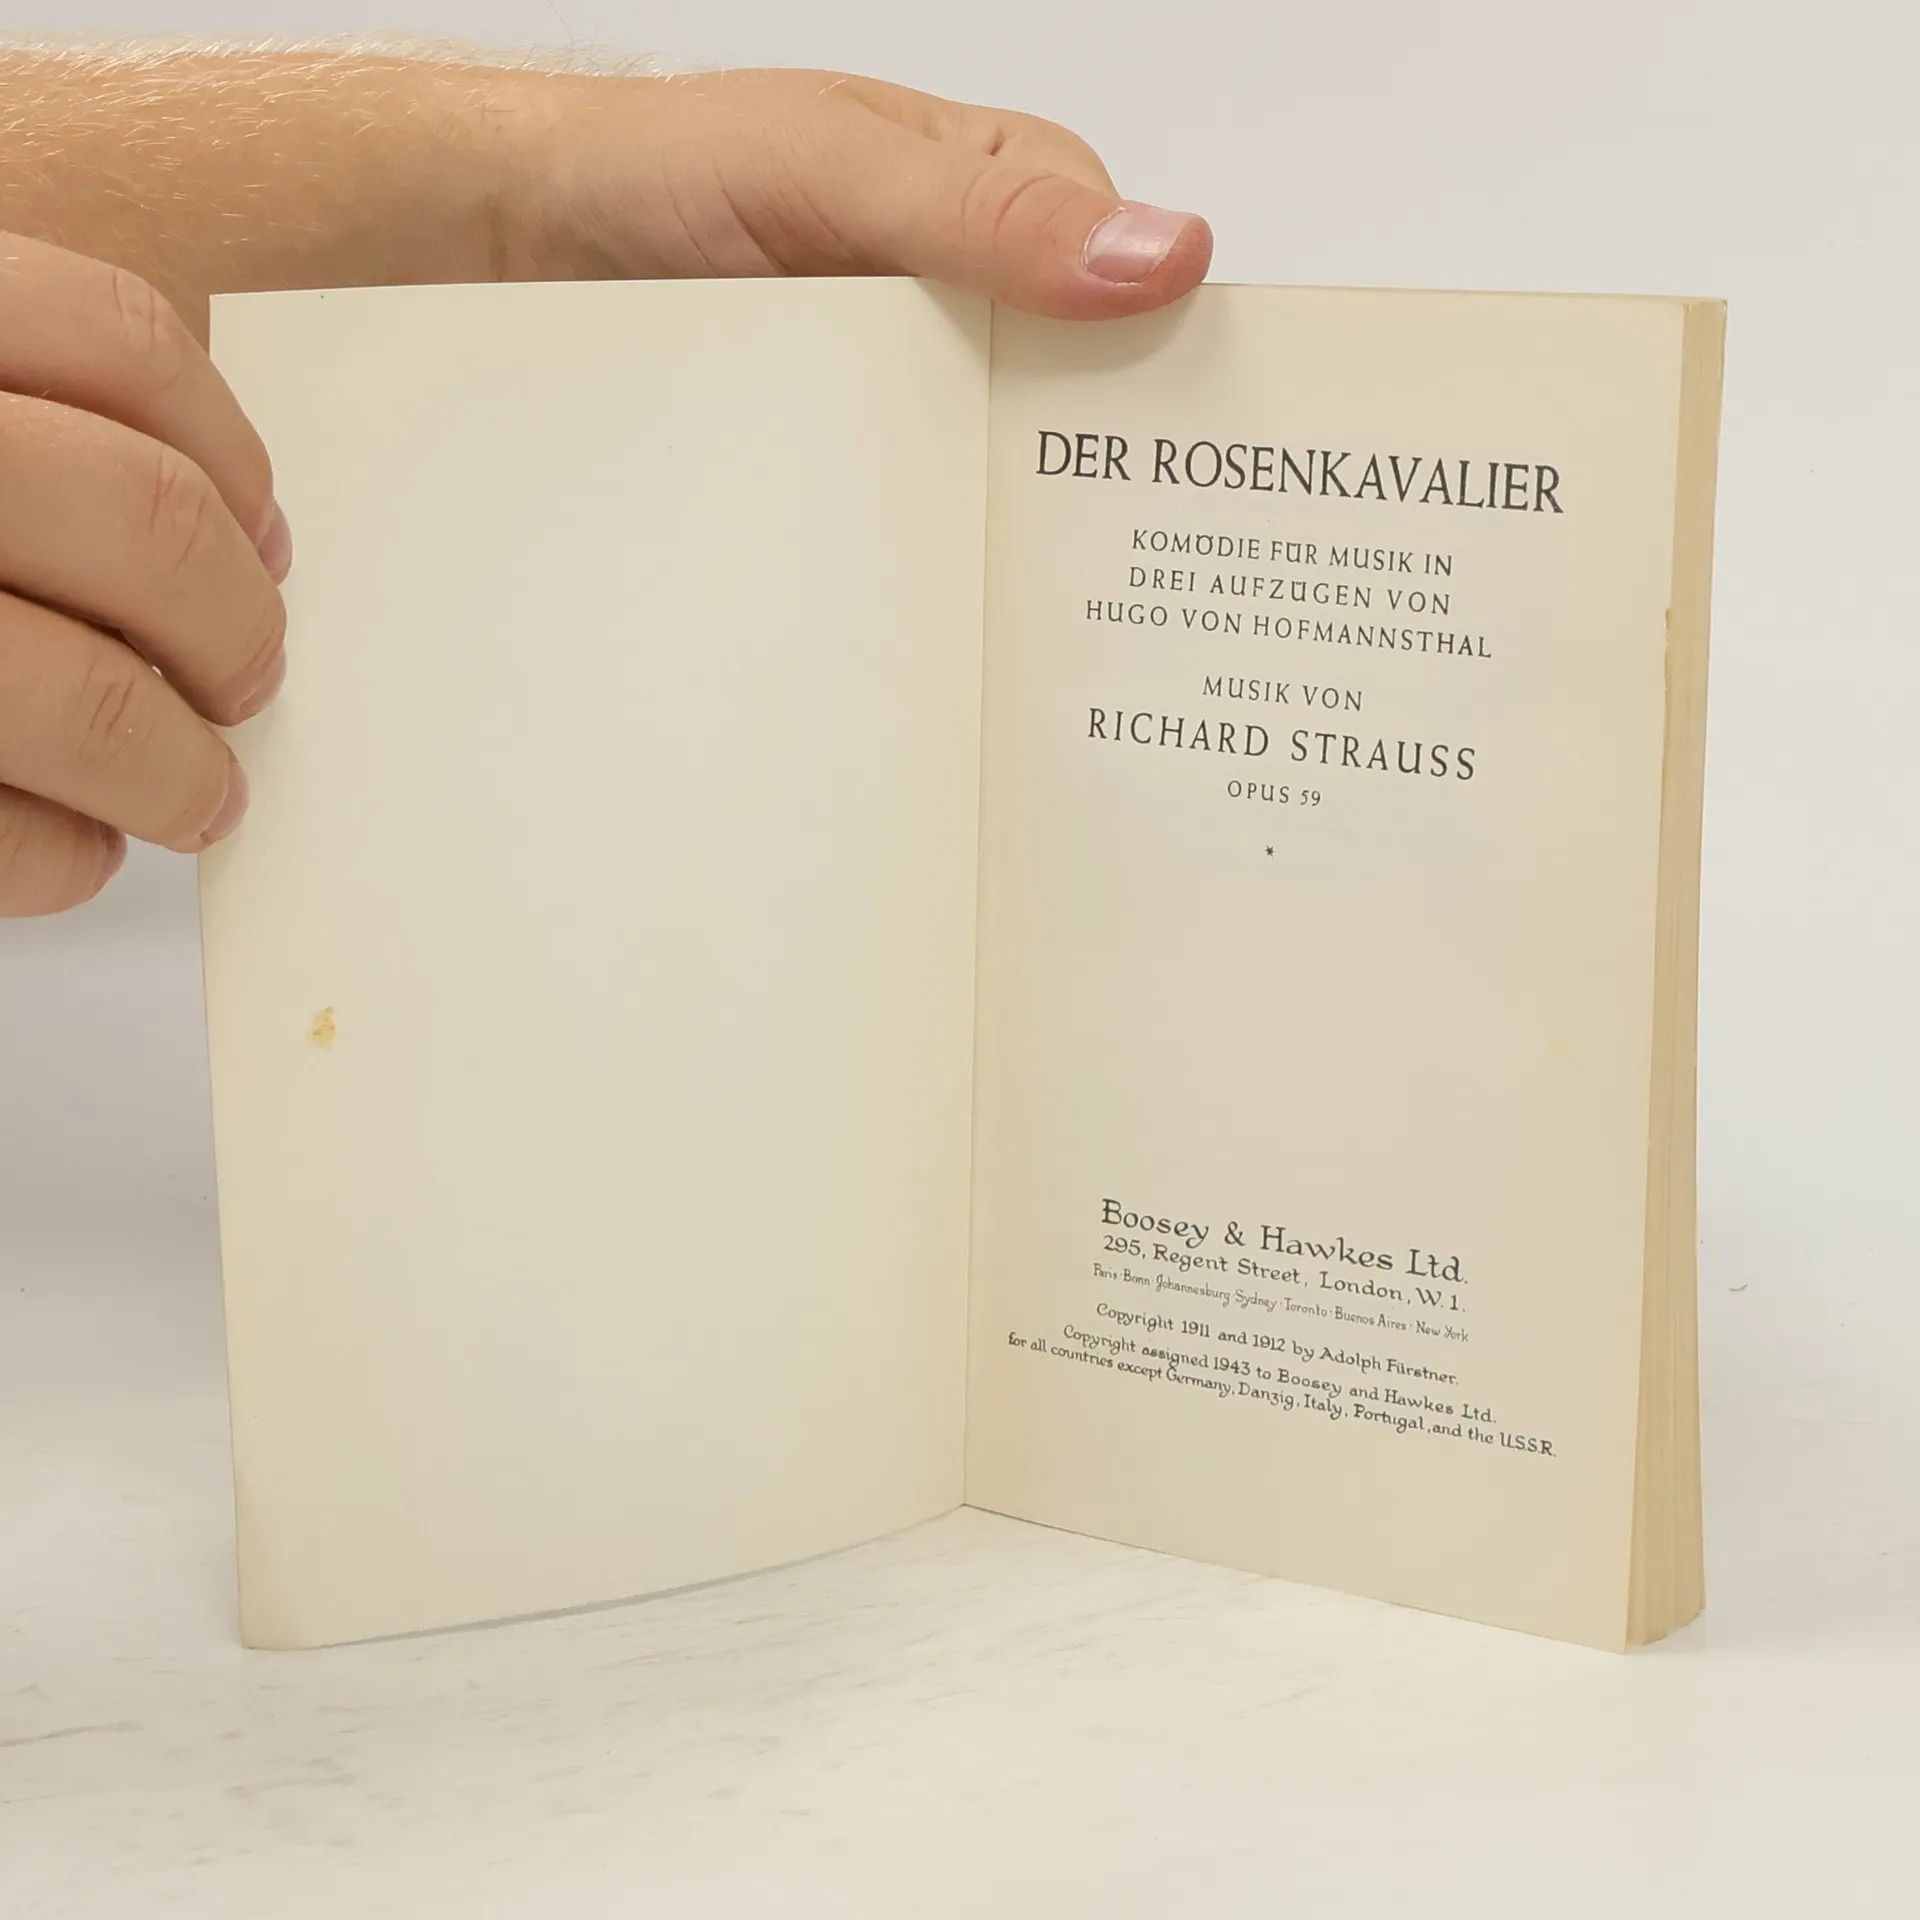 DER ROSENKAVALIER
KOMÖDIE FÜR MUSIK IN
DREI AUFZÜGEN VON
HUGO VON HOFMANNSTHAL
MUSIK VON
RICHARD STRAUSS
OPUS 59
*
Boosey & Hawkes Ltd.
295, Regent Street, London, W. 1.
Paris · Bonn · Johannesburg · Sydney · Toronto · Buenos Aires · New York
Copyright 1911 and 1912 by Adolph Fürstner.
Copyright assigned 1943 to Boosey and Hawkes Ltd.
for all countries except Germany, Danzig, Italy, Portugal, and the U.S.S.R.